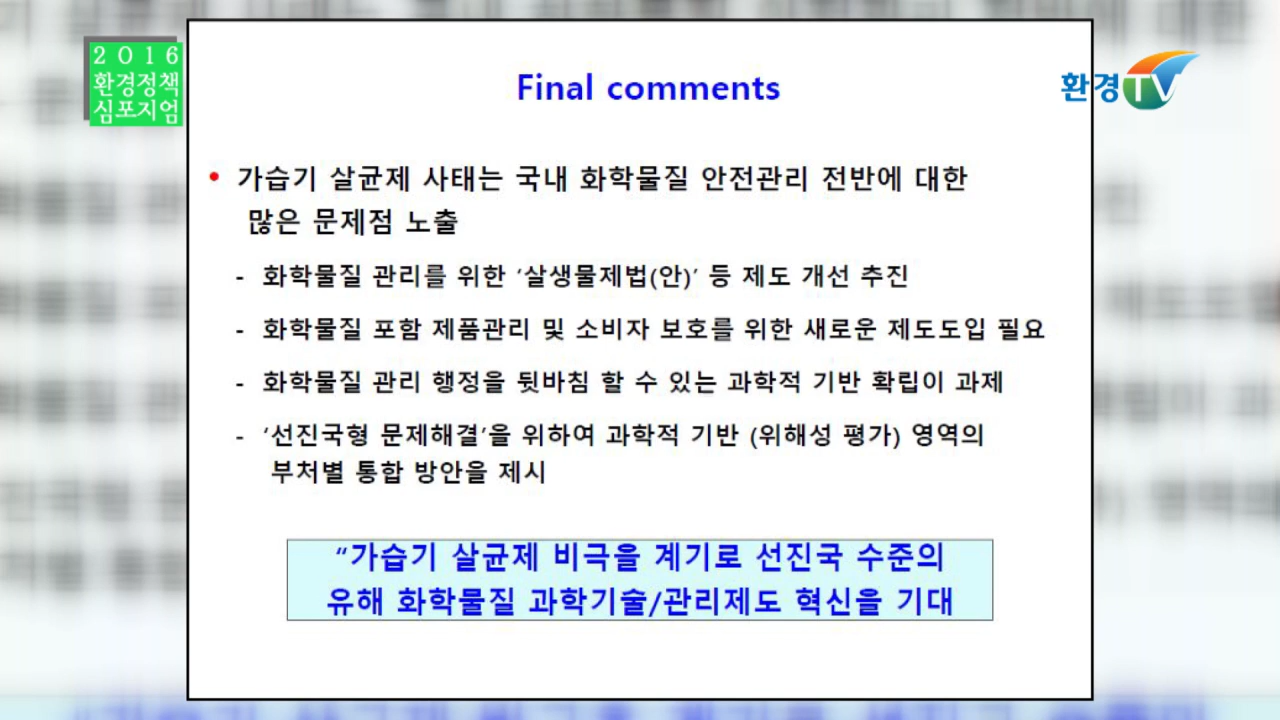 2016
환경정책
심포지엄
환경TV
Final comments
• 가습기 살균제 사태는 국내 화학물질 안전관리 전반에 대한
많은 문제점 노출
- 화학물질 관리를 위한 ‘살생물제법(안)’ 등 제도 개선 추진
- 화학물질 포함 제품관리 및 소비자 보호를 위한 새로운 제도도입 필요
- 화학물질 관리 행정을 뒷바침 할 수 있는 과학적 기반 확립이 과제
- ‘선진국형 문제해결’을 위하여 과학적 기반 (위해성 평가) 영역의
부처별 통합 방안을 제시
“가습기 살균제 비극을 계기로 선진국 수준의
유해 화학물질 과학기술/관리제도 혁신을 기대